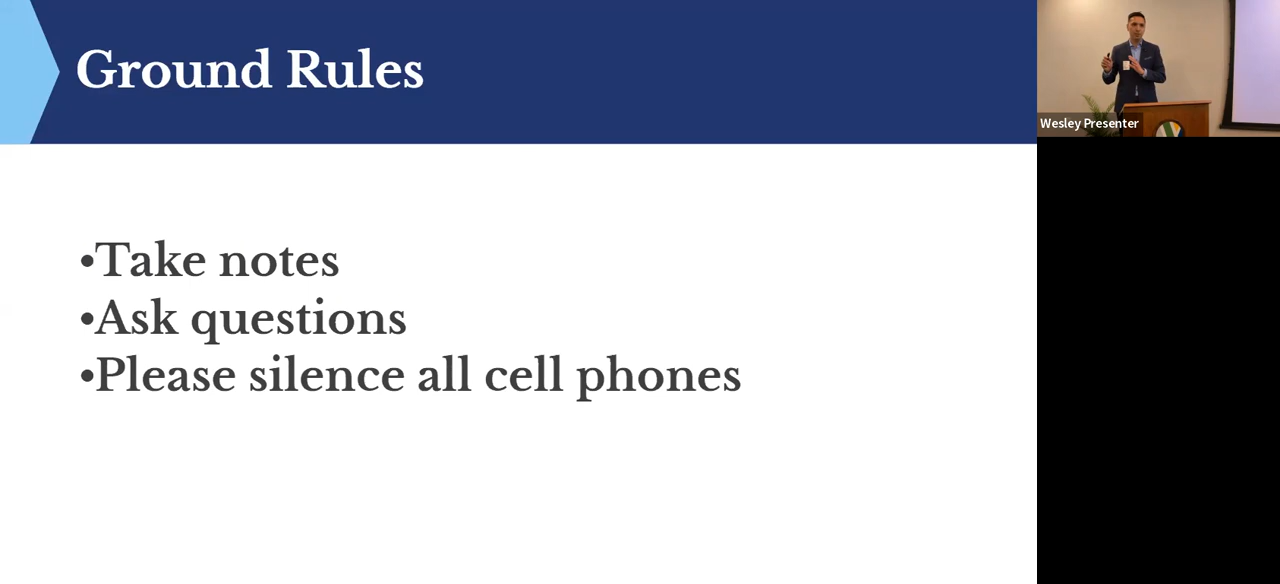 Ground Rules
Wesley Presenter
•Take notes
•Ask questions
•Please silence all cell phones